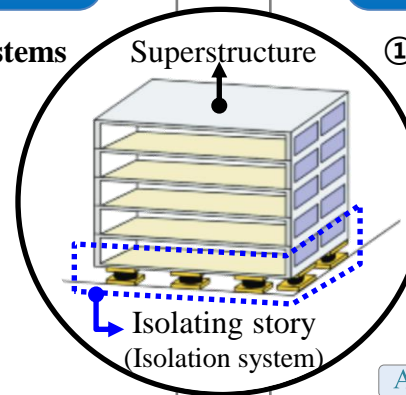 stems
Superstructure
①
Isolating story
(Isolation system)
A